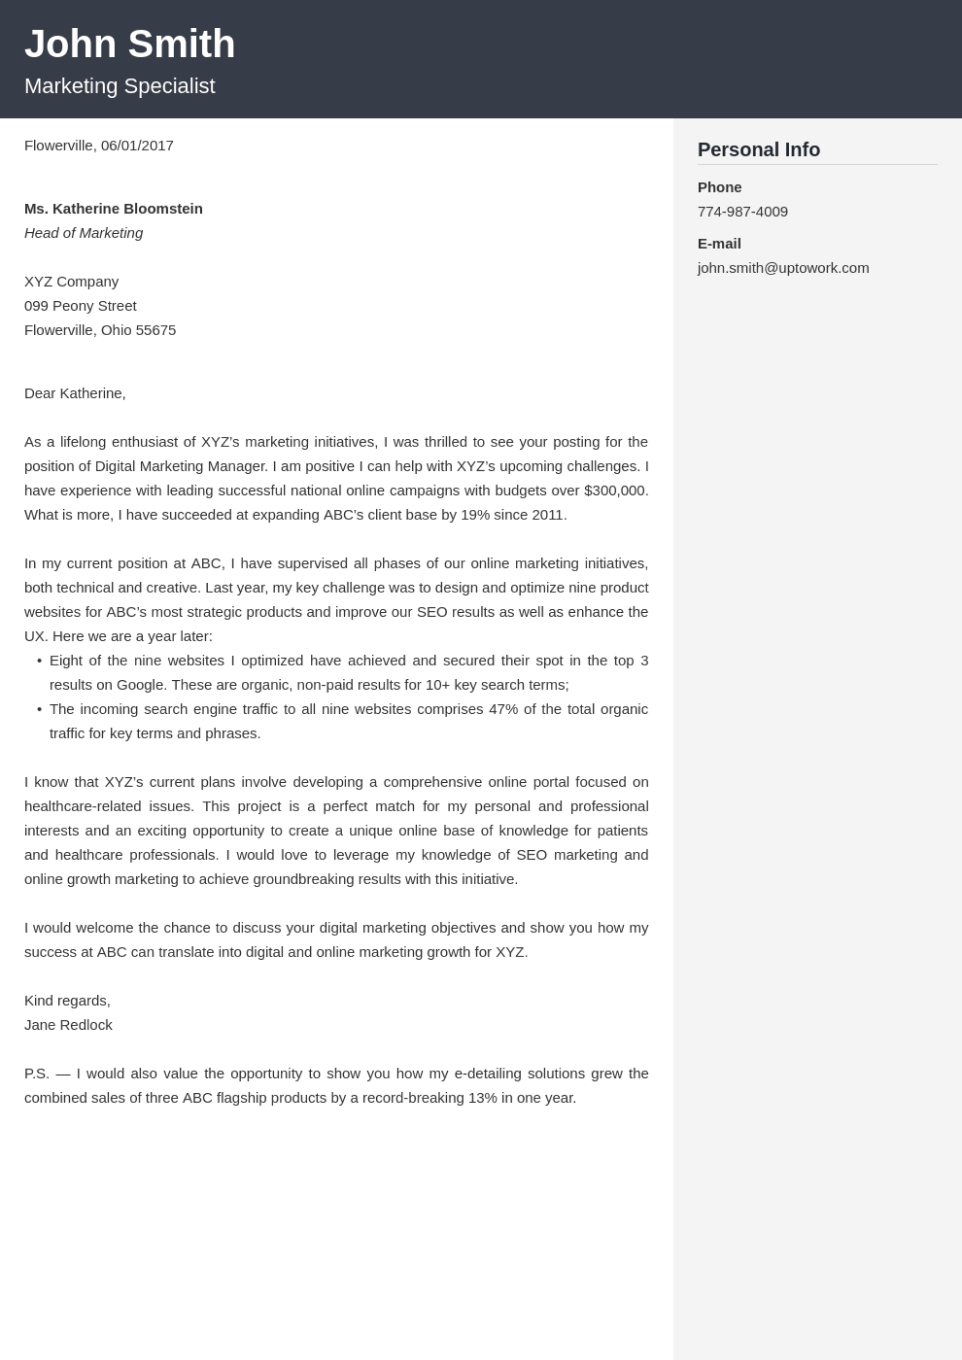 John Smith
Marketing Specialist
Flowerville, 06/01/2017
Ms. Katherine Bloomstein
Head of Marketing
XYZ Company
099 Peony Street
Flowerville, Ohio 55675
Dear Katherine,
As a lifelong enthusiast of XYZ’s marketing initiatives, I was thrilled to see your posting for the
position of Digital Marketing Manager. I am positive I can help with XYZ’s upcoming challenges. I
have experience with leading successful national online campaigns with budgets over $300,000.
What is more, I have succeeded at expanding ABC’s client base by 19% since 2011.
In my current position at ABC, I have supervised all phases of our online marketing initiatives,
both technical and creative. Last year, my key challenge was to design and optimize nine product
websites for ABC’s most strategic products and improve our SEO results as well as enhance the
UX. Here we are a year later:
• Eight of the nine websites I optimized have achieved and secured their spot in the top 3
results on Google. These are organic, non-paid results for 10+ key search terms;
• The incoming search engine traffic to all nine websites comprises 47% of the total organic
traffic for key terms and phrases.
I know that XYZ’s current plans involve developing a comprehensive online portal focused on
healthcare-related issues. This project is a perfect match for my personal and professional
interests and an exciting opportunity to create a unique online base of knowledge for patients
and healthcare professionals. I would love to leverage my knowledge of SEO marketing and
online growth marketing to achieve groundbreaking results with this initiative.
I would welcome the chance to discuss your digital marketing objectives and show you how my
success at ABC can translate into digital and online marketing growth for XYZ.
Kind regards,
Jane Redlock
P.S. — I would also value the opportunity to show you how my e-detailing solutions grew the
combined sales of three ABC flagship products by a record-breaking 13% in one year.
Personal Info
Phone
774-987-4009
E-mail
john.smith@uptowork.com